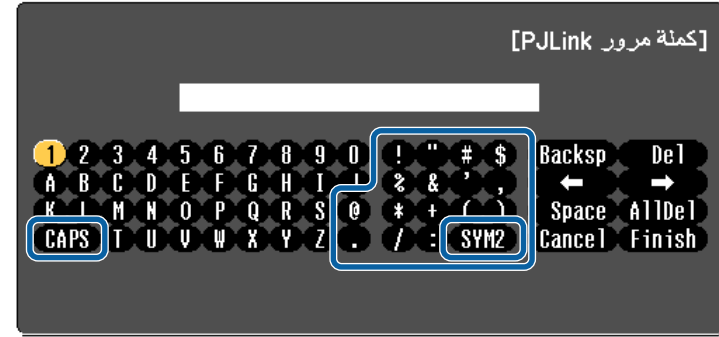 [كملة مرور PJLink]
1 2 3 4 5 6 7 8 9 0 ! " # $ Backsp Del
A B C D E F G H I J % & ' , ← →
K L M N O P Q R S @ * + ( ) Space AllDel
CAPS T U V W X Y Z . / : SYM2 Cancel Finish